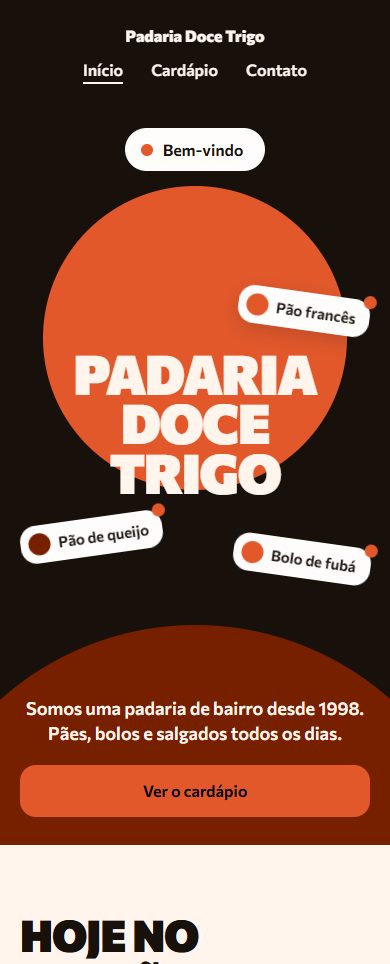 Padaria Doce Trigo
Início Cardápio Contato
Bem-vindo
Pão francês
PADARIA
DOCE
TRIGO
Pão de queijo
Bolo de fubá
Somos uma padaria de bairro desde 1998.
Pães, bolos e salgados todos os dias.
Ver o cardápio
HOJE NO